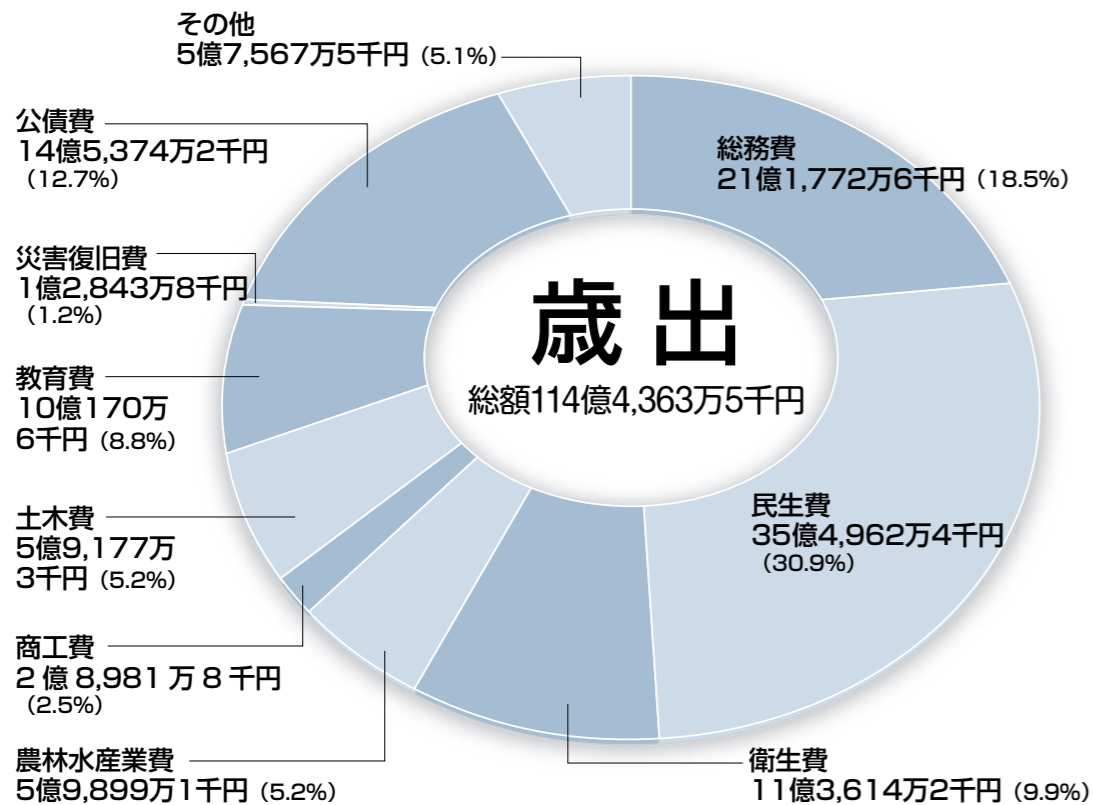 その他
5億7,567万5千円（5.1%）
公債費
14億5,374万2千円
（12.7%）
災害復旧費
1億2,843万8千円
（1.2%）
教育費
10億170万
6千円（8.8%）
土木費
5億9,177万
3千円（5.2%）
商工費
2億8,981万8千円
（2.5%）
農林水産業費
5億9,899万1千円（5.2%）
総務費
21億1,772万6千円（18.5%）
歳出
総額114億4,363万5千円
民生費
35億4,962万4千円
（30.9%）
衛生費
11億3,614万2千円（9.9%）